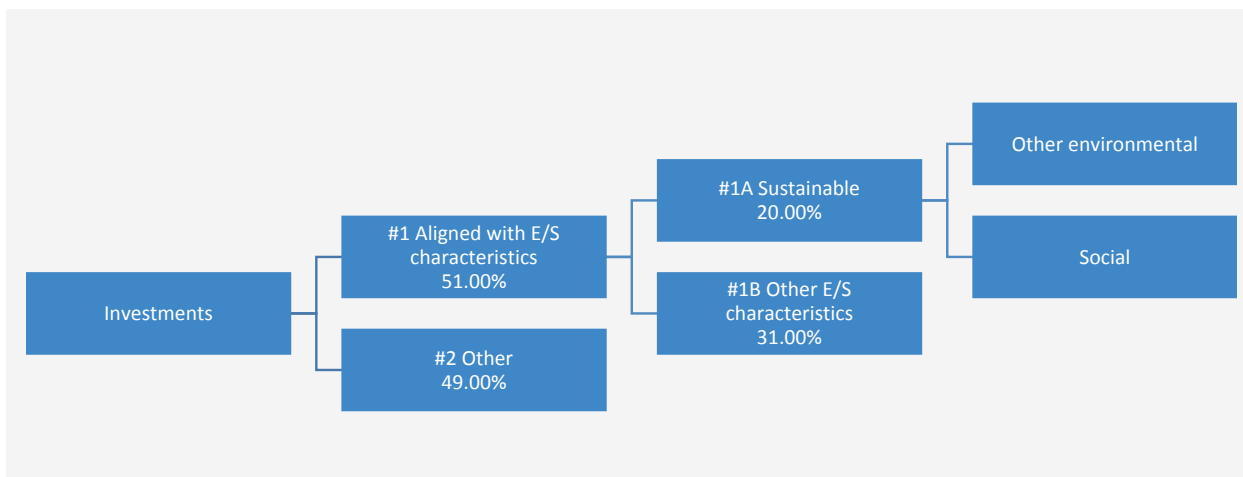 Investments
#1 Aligned with E/S
characteristics
51.00%
#2 Other
49.00%
#1A Sustainable
20.00%
#1B Other E/S
characteristics
31.00%
Other environmental
Social